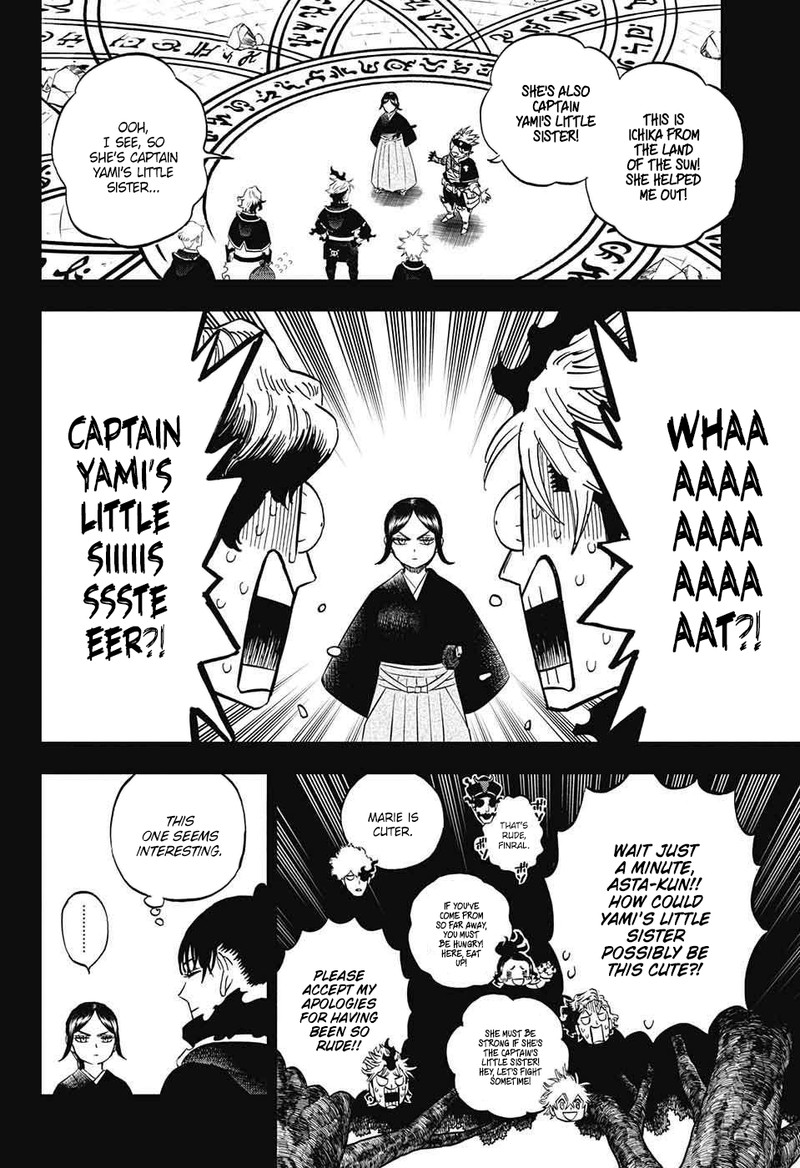 THIS IS
ICHIKA FROM
THE LAND
OF THE SUN!
SHE HELPED
ME OUT!
SHE'S ALSO
CAPTAIN
YAMI'S LITTLE
SISTER!
OOH,
I SEE, SO
SHE'S CAPTAIN
YAMI'S LITTLE
SISTER...
WHAA
AAAA
AAAA
AAAA
AAT?!
CAPTAIN
YAMI'S
LITTLE
SIIIIIS
SSSTE
EER?!
WAIT JUST
A MINUTE,
ASTA-KUN!!
HOW COULD
YAMI'S LITTLE
SISTER
POSSIBLY BE
THIS CUTE?!
THAT'S
RUDE,
FINRAL.
MARIE IS
CUTER.
IF YOU'VE
COME FROM
SO FAR AWAY,
YOU MUST
BE HUNGRY!
HERE, EAT
UP!
SHE MUST BE
STRONG IF SHE'S
THE CAPTAIN'S
LITTLE SISTER!
HEY, LET'S FIGHT
SOMETIME!
PLEASE
ACCEPT MY
APOLOGIES
FOR HAVING
BEEN SO
RUDE!!
THIS
ONE SEEMS
INTERESTING.
..........